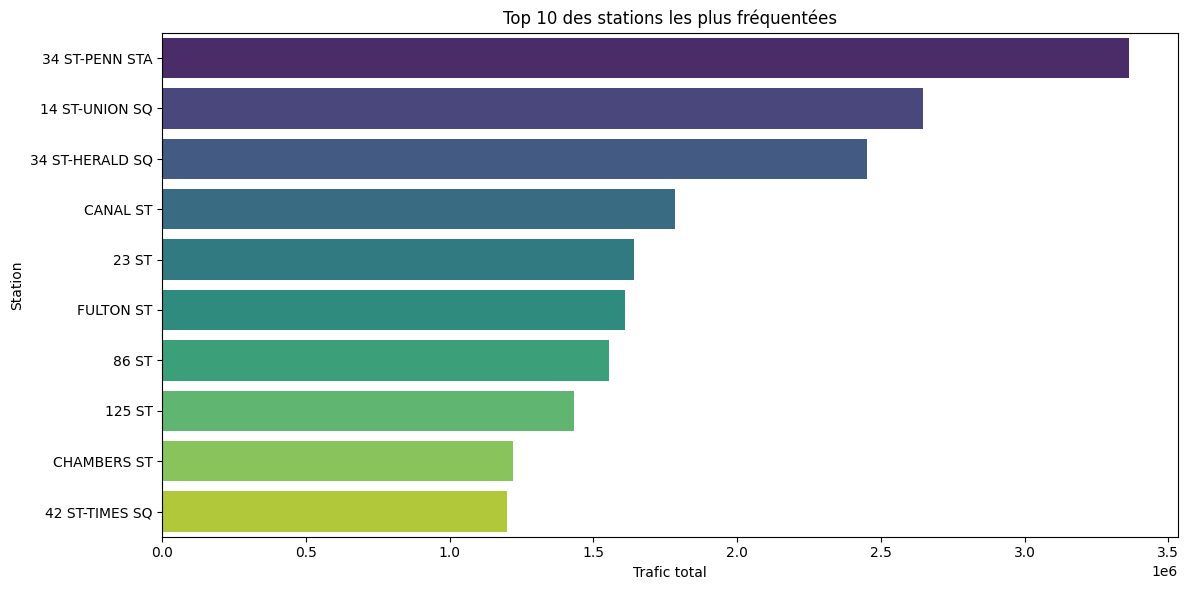 Top 10 des stations les plus fréquentées
Station
34 ST-PENN STA
14 ST-UNION SQ
34 ST-HERALD SQ
CANAL ST
23 ST
FULTON ST
86 ST
125 ST
CHAMBERS ST
42 ST-TIMES SQ
0.0 0.5 1.0 1.5 2.0 2.5 3.0 3.5
1e6
Trafic total